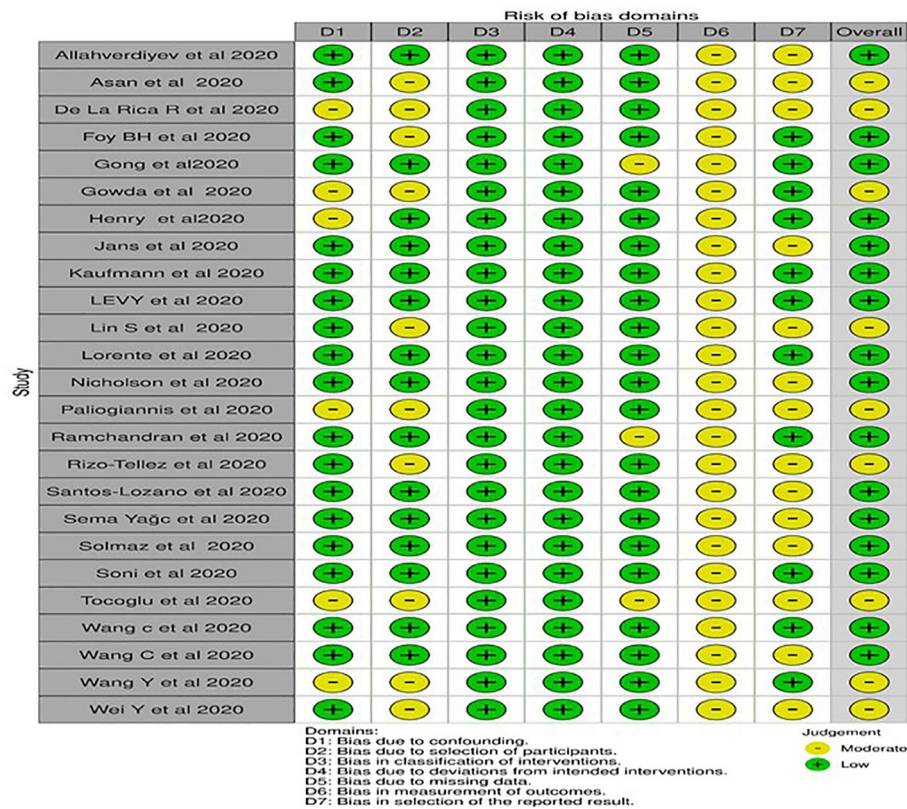 Risk of bias domains
D1 D2 D3 D4 D5 D6 D7 Overall
Study
Allahverdiyev et al 2020 + + + + + - - +
Asan et al 2020 + - + + + - - -
De La Rica R et al 2020 - - + + + - - -
Foy BH et al 2020 + - + + + - + +
Gong et al2020 + + + + - - + +
Gowda et al 2020 - - + + + - + -
Henry et al2020 - + + + + - + +
Jans et al 2020 + + + + + - - +
Kaufmann et al 2020 + + + + + - + +
LEVY et al 2020 + + + + + - + +
Lin S et al 2020 + - + + + - - -
Lorente et al 2020 + + + + + - + +
Nicholson et al 2020 + + + + + - - +
Paliogiannis et al 2020 - - + + + - - -
Ramchandran et al 2020 + + + + - - + +
Rizo-Tellez et al 2020 + - + + + - - -
Santos-Lozano et al 2020 + + + + + - - +
Sema Yağc et al 2020 + + + + + - - +
Solmaz et al 2020 + + + + + - - +
Soni et al 2020 + + + + + - + +
Tocoglu et al 2020 - - + + - - - -
Wang c et al 2020 + + + + + - + +
Wang C et al 2020 + + + + + - - +
Wang Y et al 2020 - - + + + - + -
Wei Y et al 2020 + - + + + - - -
Domains:
D1: Bias due to confounding.
D2: Bias due to selection of participants.
D3: Bias in classification of interventions.
D4: Bias due to deviations from intended interventions.
D5: Bias due to missing data.
D6: Bias in measurement of outcomes.
D7: Bias in selection of the reported result.
Judgement
- Moderate
+ Low